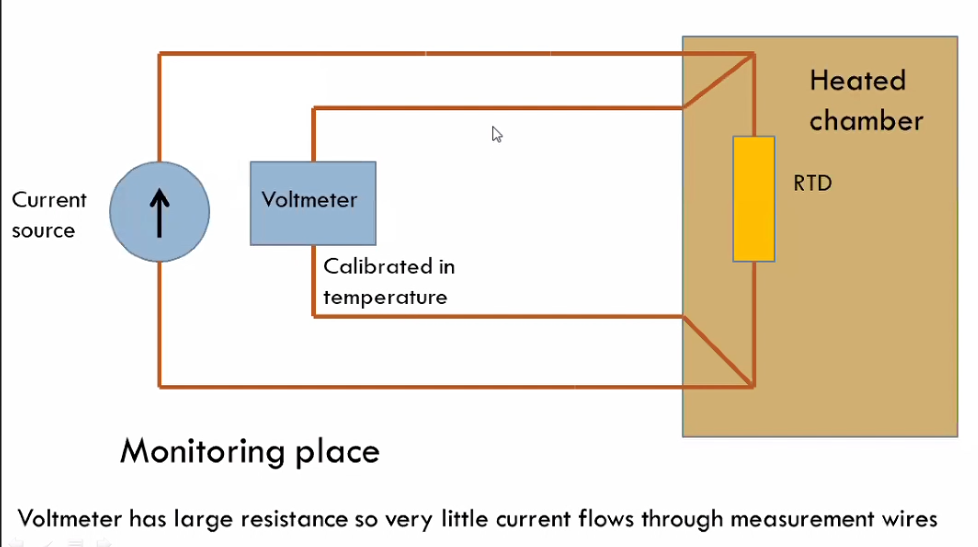 Heated
chamber
Current
source
Voltmeter
RTD
Calibrated in
temperature
Monitoring place
Voltmeter has large resistance so very little current flows through measurement wires